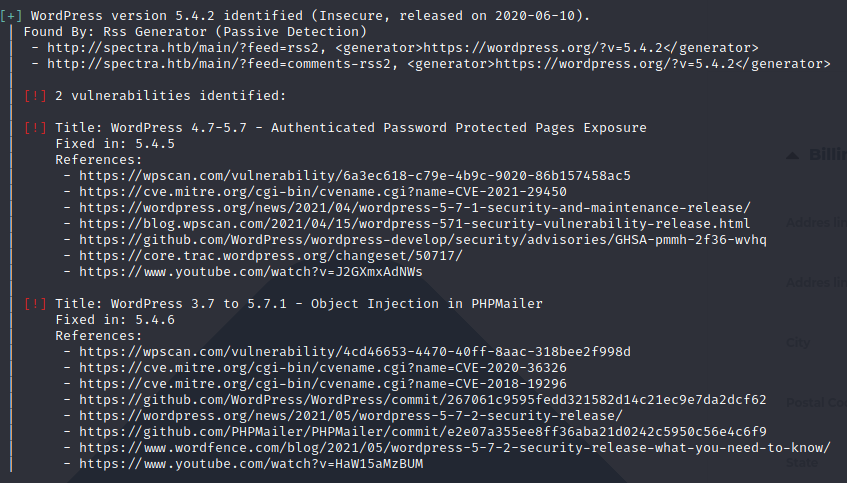 [+] WordPress version 5.4.2 identified (Insecure, released on 2020-06-10).
| Found By: Rss Generator (Passive Detection)
|  - http://spectra.htb/main/?feed=rss2, <generator>https://wordpress.org/?v=5.4.2</generator>
|  - http://spectra.htb/main/?feed=comments-rss2, <generator>https://wordpress.org/?v=5.4.2</generator>
|
| [!] 2 vulnerabilities identified:
|
| [!] Title: WordPress 4.7-5.7 - Authenticated Password Protected Pages Exposure
|     Fixed in: 5.4.5
|     References:
|      - https://wpscan.com/vulnerability/6a3ec618-c79e-4b9c-9020-86b157458ac5
|      - https://cve.mitre.org/cgi-bin/cvename.cgi?name=CVE-2021-29450
|      - https://wordpress.org/news/2021/04/wordpress-5-7-1-security-and-maintenance-release/
|      - https://blog.wpscan.com/2021/04/15/wordpress-571-security-vulnerability-release.html
|      - https://github.com/WordPress/wordpress-develop/security/advisories/GHSA-pmmh-2f36-wvhq
|      - https://core.trac.wordpress.org/changeset/50717/
|      - https://www.youtube.com/watch?v=J2GXmxAdNWs
|
| [!] Title: WordPress 3.7 to 5.7.1 - Object Injection in PHPMailer
|     Fixed in: 5.4.6
|     References:
|      - https://wpscan.com/vulnerability/4cd46653-4470-40ff-8aac-318bee2f998d
|      - https://cve.mitre.org/cgi-bin/cvename.cgi?name=CVE-2020-36326
|      - https://cve.mitre.org/cgi-bin/cvename.cgi?name=CVE-2018-19296
|      - https://github.com/WordPress/WordPress/commit/267061c9595fedd321582d14c21ec9e7da2dcf62
|      - https://wordpress.org/news/2021/05/wordpress-5-7-2-security-release/
|      - https://github.com/PHPMailer/PHPMailer/commit/e2e07a355ee8ff36aba21d0242c5950c56e4c6f9
|      - https://www.wordfence.com/blog/2021/05/wordpress-5-7-2-security-release-what-you-need-to-know/
|      - https://www.youtube.com/watch?v=HaW15aMzBUM
City
State